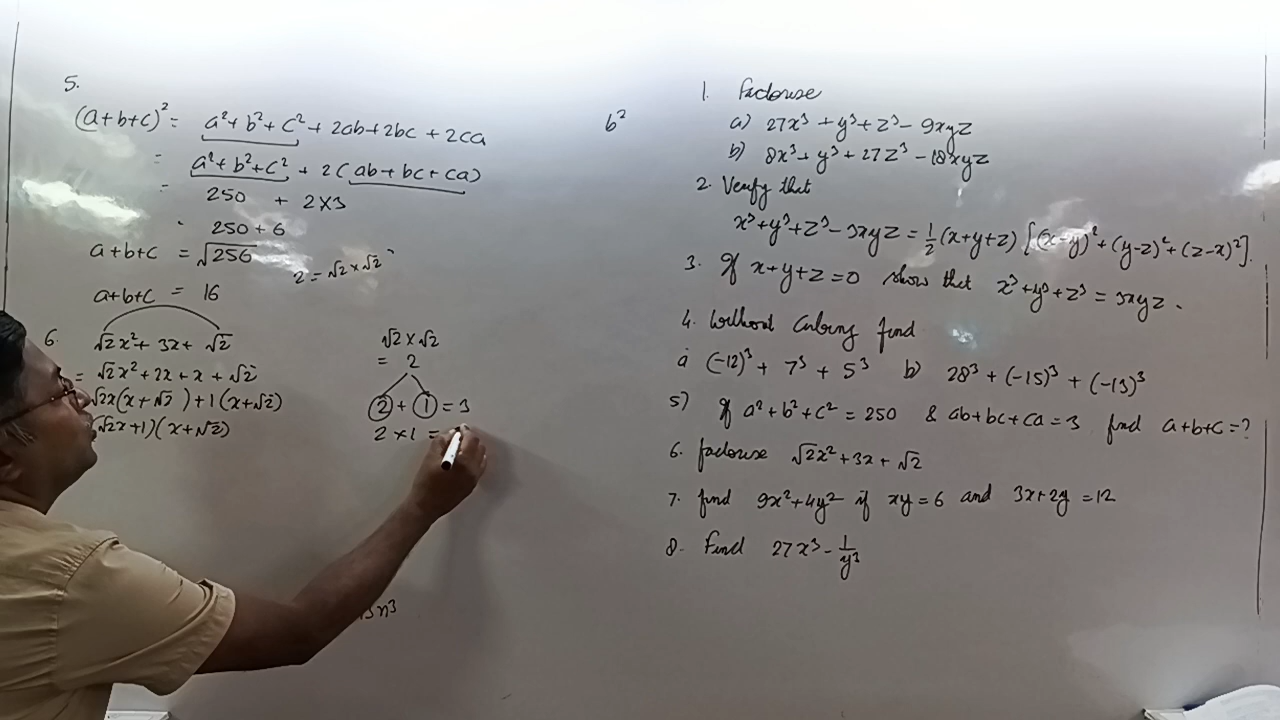 5.
(a+b+c)² = a²+b²+c²+2ab+2bc+2ca
= a²+b²+c² + 2(ab+bc+ca)
= 250 + 2×3
250+6
a+b+c = √256
2 = √2 × √2
a+b+c = 16
6. √2x²+3x+√2
= √2x²+2x+x+√2
√2x(x+√2)+1(x+√2)
(√2x+1)(x+√2)
√2×√2
= 2
2 + 1 = 3
2×1 =
b²
1. Factorise
a) 27x³+y³+z³-9xyz
b) 8x³+y³+27z³-18xyz
2. Verify that
x³+y³+z³-3xyz = 1/2(x+y+z)[(x-y)²+(y-z)²+(z-x)²].
3. If x+y+z=0 show that x³+y³+z³=3xyz.
4. Without Cubing find
a (-12)³+7³+5³ b) 28³+(-15)³+(-13)³
5) If a²+b²+c²=250 & ab+bc+ca=3 find a+b+c=?
6. factorise √2x²+3x+√2
7. find 9x²+4y² if xy=6 and 3x+2y=12
8. Find 27x³-1/y³